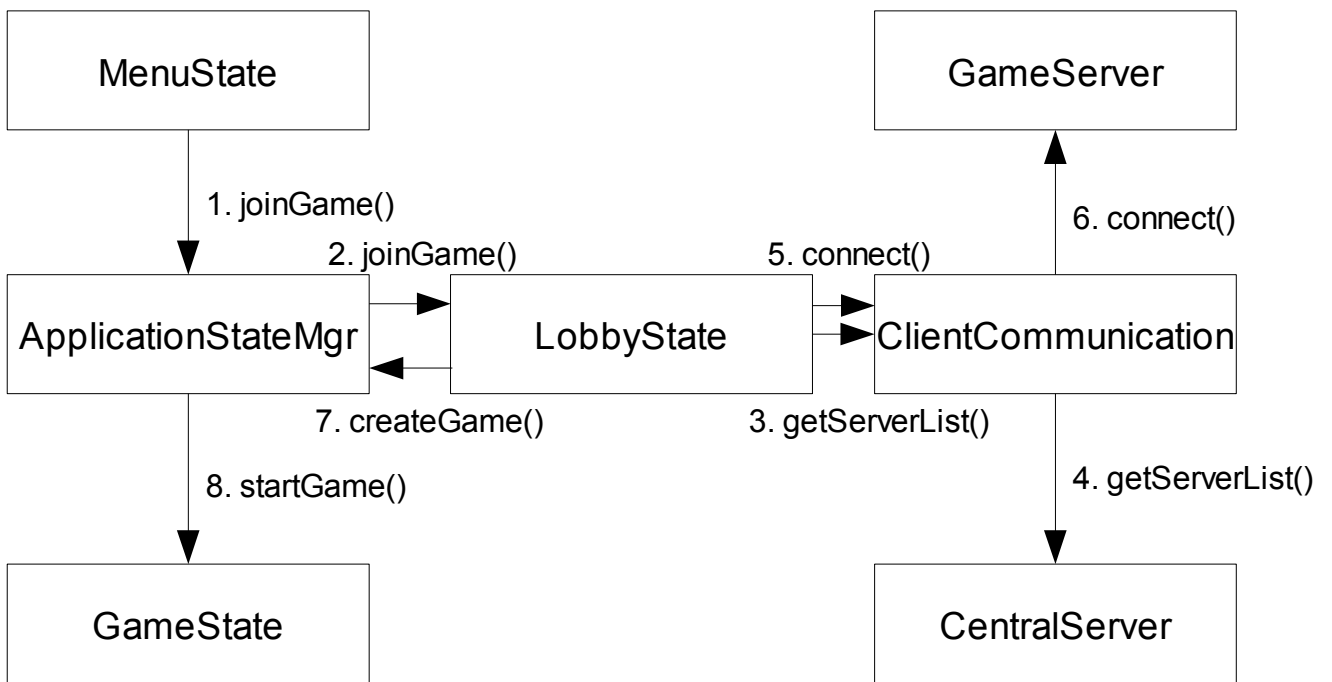 MenuState
GameServer
1. joinGame()
6. connect()
2. joinGame()
5. connect()
ApplicationStateMgr
LobbyState
ClientCommunication
7. createGame()
3. getServerList()
8. startGame()
4. getServerList()
GameState
CentralServer